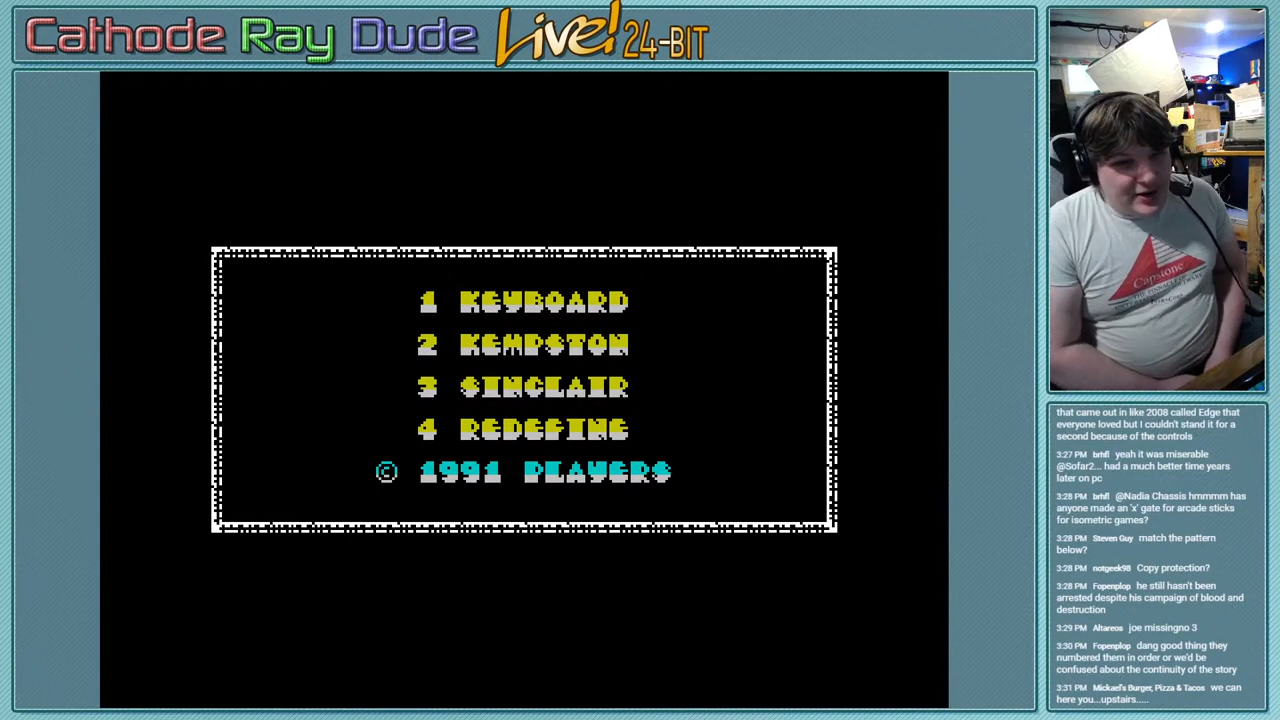 Cathode Ray Dude Live! 24-BIT
1 KEYBOARD
2 KEMPSTON
3 SINCLAIR
4 REDEFINE
© 1991 PLAYERS
Capstone
that came out in like 2008 called Edge that
everyone loved but I couldn't stand it for a
second because of the controls
3:27 PM brhfl yeah it was miserable
@Sofar2... had a much better time years
later on pc
3:28 PM brhfl @Nadia Chassis hmmmm has
anyone made an 'x' gate for arcade sticks
for isometric games?
3:28 PM Steven Guy match the pattern
below?
3:28 PM notgeek98 Copy protection?
3:28 PM Fopenplop he still hasn't been
arrested despite his campaign of blood and
destruction
3:29 PM Altareos joe missingno 3
3:30 PM Fopenplop dang good thing they
numbered them in order or we'd be
confused about the continuity of the story
3:31 PM Mickael's Burger, Pizza & Tacos we can
here you...upstairs.....